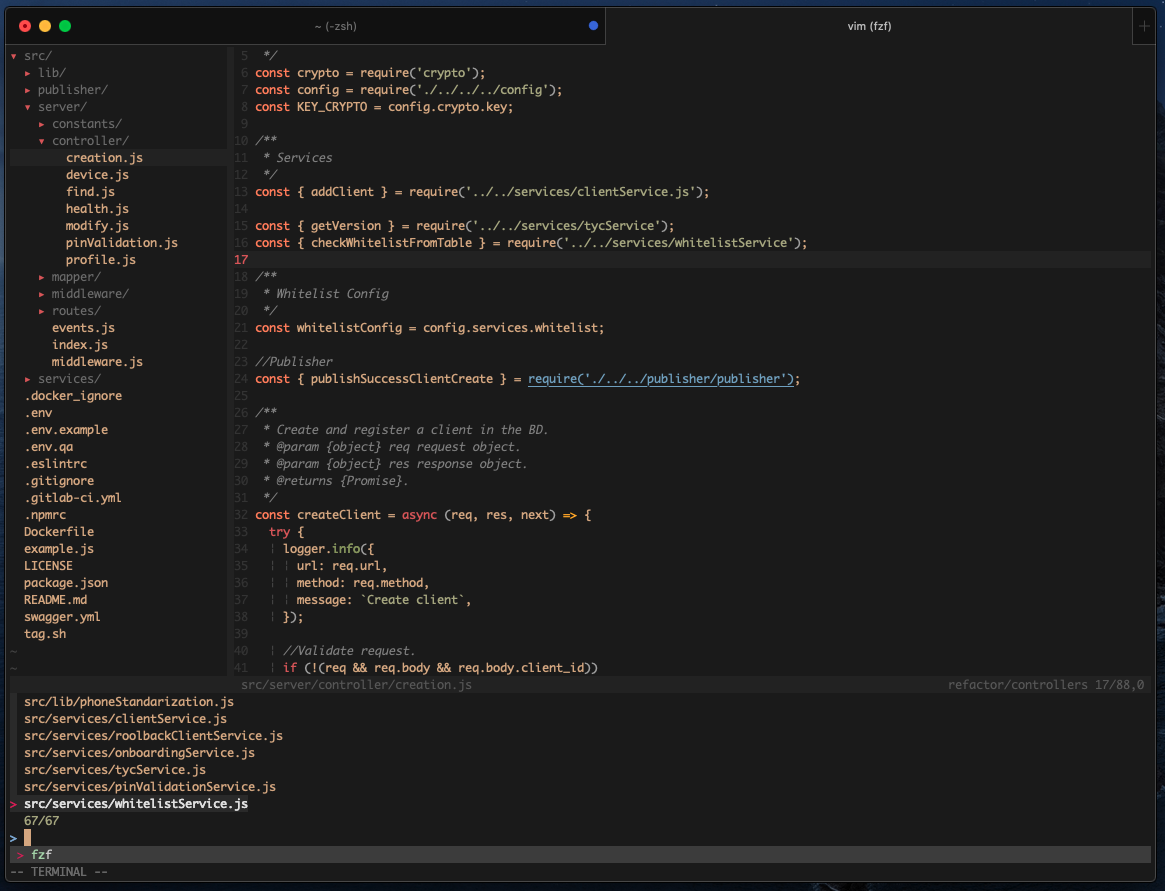 ~ (-zsh)
vim (fzf)
▾ src/
▸ lib/
▸ publisher/
▾ server/
▸ constants/
▾ controller/
creation.js
device.js
find.js
health.js
modify.js
pinValidation.js
profile.js
▸ mapper/
▸ middleware/
▸ routes/
events.js
index.js
middleware.js
▸ services/
.docker_ignore
.env
.env.example
.env.qa
.eslintrc
.gitignore
.gitlab-ci.yml
.npmrc
Dockerfile
example.js
LICENSE
package.json
README.md
swagger.yml
tag.sh
~
~
5 */
6 const crypto = require('crypto');
7 const config = require('./../../../config');
8 const KEY_CRYPTO = config.crypto.key;
9
10 /**
11 * Services
12 */
13 const { addClient } = require('../../services/clientService.js');
14
15 const { getVersion } = require('../../services/tycService');
16 const { checkWhitelistFromTable } = require('../../services/whitelistService');
17
18 /**
19 * Whitelist Config
20 */
21 const whitelistConfig = config.services.whitelist;
22
23 //Publisher
24 const { publishSuccessClientCreate } = require('./../../publisher/publisher');
25
26 /**
27 * Create and register a client in the BD.
28 * @param {object} req request object.
29 * @param {object} res response object.
30 * @returns {Promise}.
31 */
32 const createClient = async (req, res, next) => {
33 try {
34 ¦ logger.info({
35 ¦ ¦ url: req.url,
36 ¦ ¦ method: req.method,
37 ¦ ¦ message: `Create client`,
38 ¦ });
39
40 ¦ //Validate request.
41 ¦ if (!(req && req.body && req.body.client_id))
src/server/controller/creation.js refactor/controllers 17/88,0
src/lib/phoneStandarization.js
src/services/clientService.js
src/services/roolbackClientService.js
src/services/onboardingService.js
src/services/tycService.js
src/services/pinValidationService.js
> src/services/whitelistService.js
67/67
>
> fzf
-- TERMINAL --